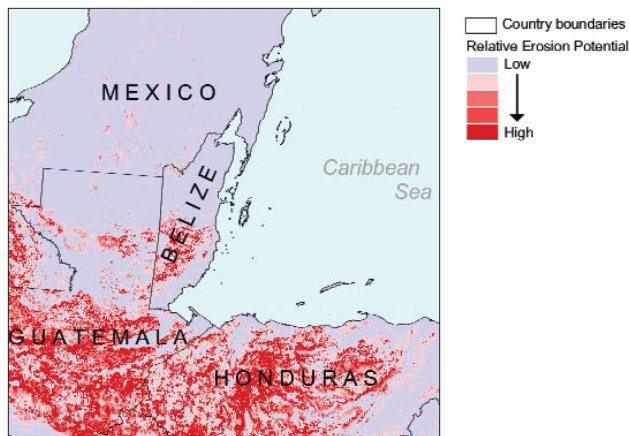 MEXICO
BELIZE
Caribbean
Sea
GUATEMALA
HONDURAS
Country boundaries
Relative Erosion Potential
Low
High